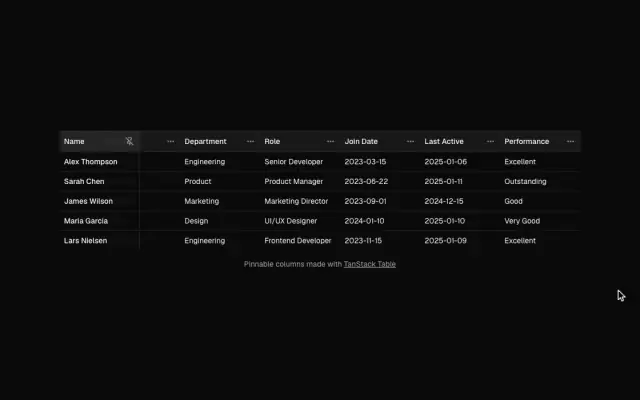 Name Department Role Join Date Last Active Performance
Alex Thompson Engineering Senior Developer 2023-03-15 2025-01-06 Excellent
Sarah Chen Product Product Manager 2023-06-22 2025-01-11 Outstanding
James Wilson Marketing Marketing Director 2023-09-01 2024-12-15 Good
Maria Garcia Design UI/UX Designer 2024-01-10 2025-01-10 Very Good
Lars Nielsen Engineering Frontend Developer 2023-11-15 2025-01-09 Excellent
Pinnable columns made with TanStack Table